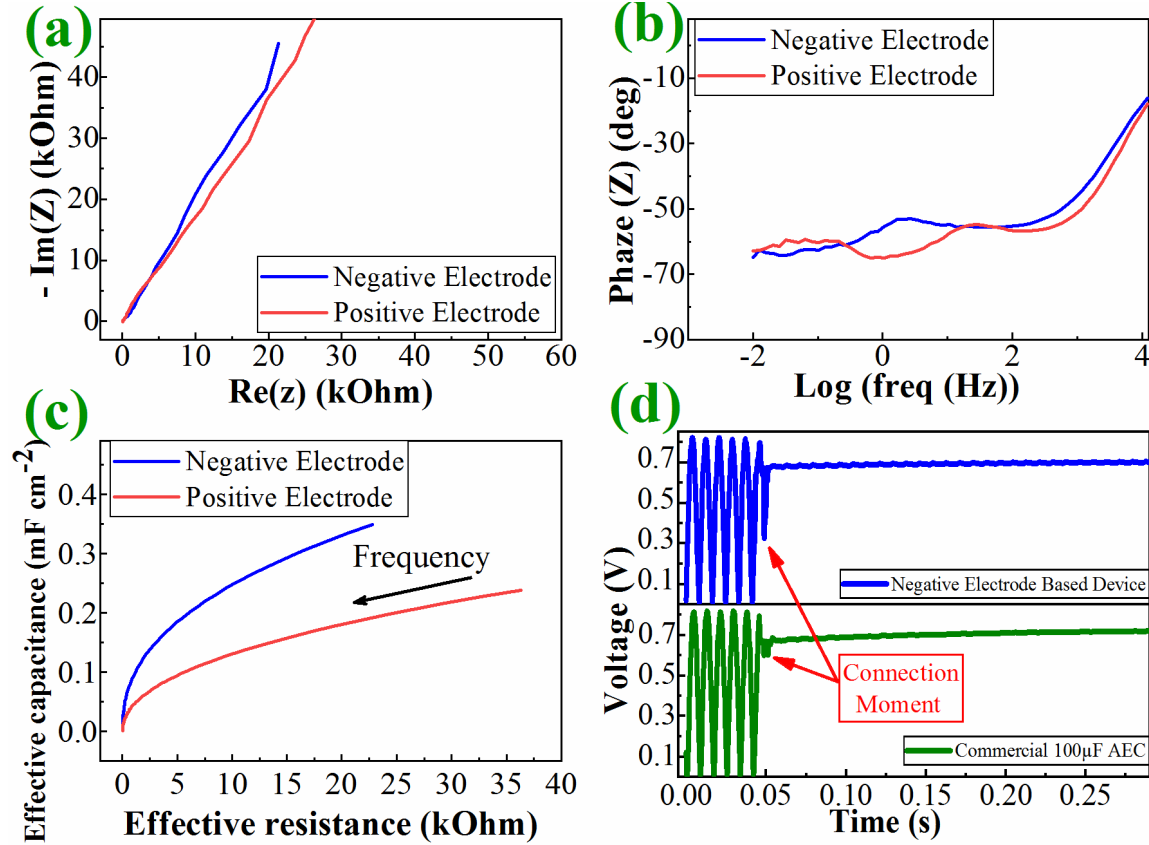 (a)
- Im(Z) (kOhm)
40
30
20
10
0
Negative Electrode
Positive Electrode
0 10 20 30 40 50 60
Re(z) (kOhm)
(b)
Phaze (Z) (deg)
-10
-30
-50
-70
-90
Negative Electrode
Positive Electrode
-2 0 2 4
Log (freq (Hz))
(c)
Effective capacitance (mF cm⁻²)
0.4
0.3
0.2
0.1
0.0
Negative Electrode
Positive Electrode
Frequency
0 5 10 15 20 25 30 35 40
Effective resistance (kOhm)
(d)
Voltage (V)
0.7
0.5
0.3
0.1
Negative Electrode Based Device
0.7
0.5
0.3
0.1
Connection
Moment
Commercial 100μF AEC
0.00 0.05 0.10 0.15 0.20 0.25
Time (s)